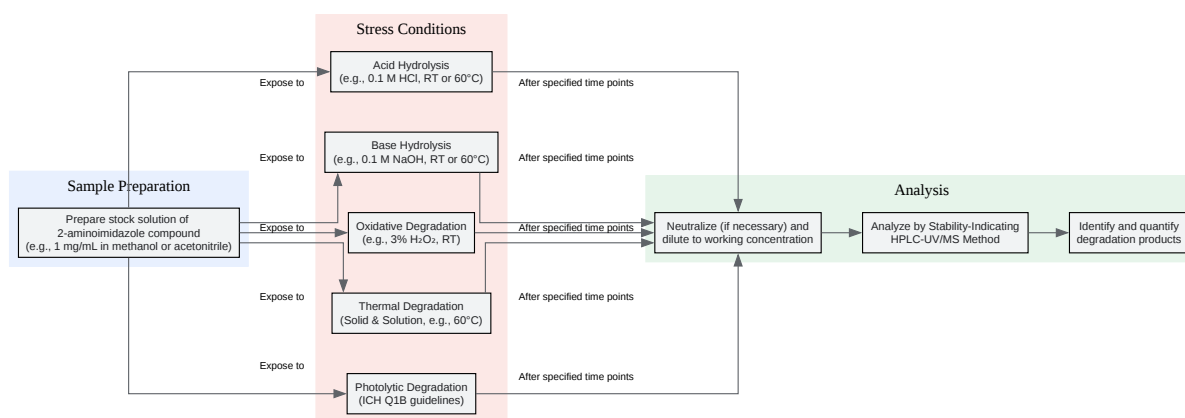 Stress Conditions
Acid Hydrolysis
(e.g., 0.1 M HCl, RT or 60°C)
Expose to
After specified time points
Base Hydrolysis
(e.g., 0.1 M NaOH, RT or 60°C)
Expose to
After specified time points
Sample Preparation
Prepare stock solution of
2-aminoimidazole compound
(e.g., 1 mg/mL in methanol or acetonitrile)
Expose to
Oxidative Degradation
(e.g., 3% H₂O₂, RT)
After specified time points
Analysis
Neutralize (if necessary) and
dilute to working concentration
Analyze by Stability-Indicating
HPLC-UV/MS Method
Identify and quantify
degradation products
Expose to
Thermal Degradation
(Solid & Solution, e.g., 60°C)
After specified time points
Expose to
Photolytic Degradation
(ICH Q1B guidelines)
After specified time points